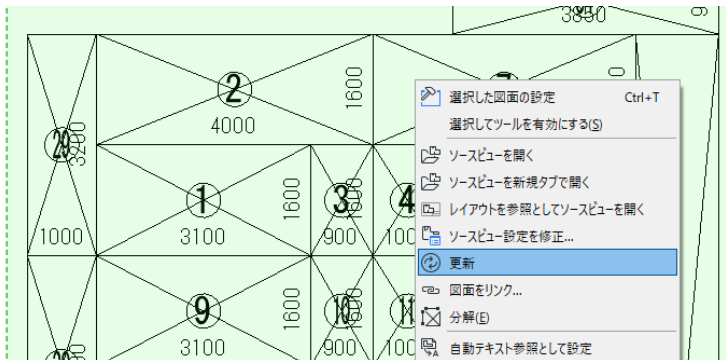 3850
2
4000
1600
29
3200
1
3100
1600
3
900
1600
4
1000
9
3100
1600
10
900
1600
11
選択した図面の設定 Ctrl+T
選択してツールを有効にする(S)
ソースビューを開く
ソースビューを新規タブで開く
レイアウトを参照としてソースビューを開く
ソースビュー設定を修正...
更新
図面をリンク...
分解(E)
自動テキスト参照として設定